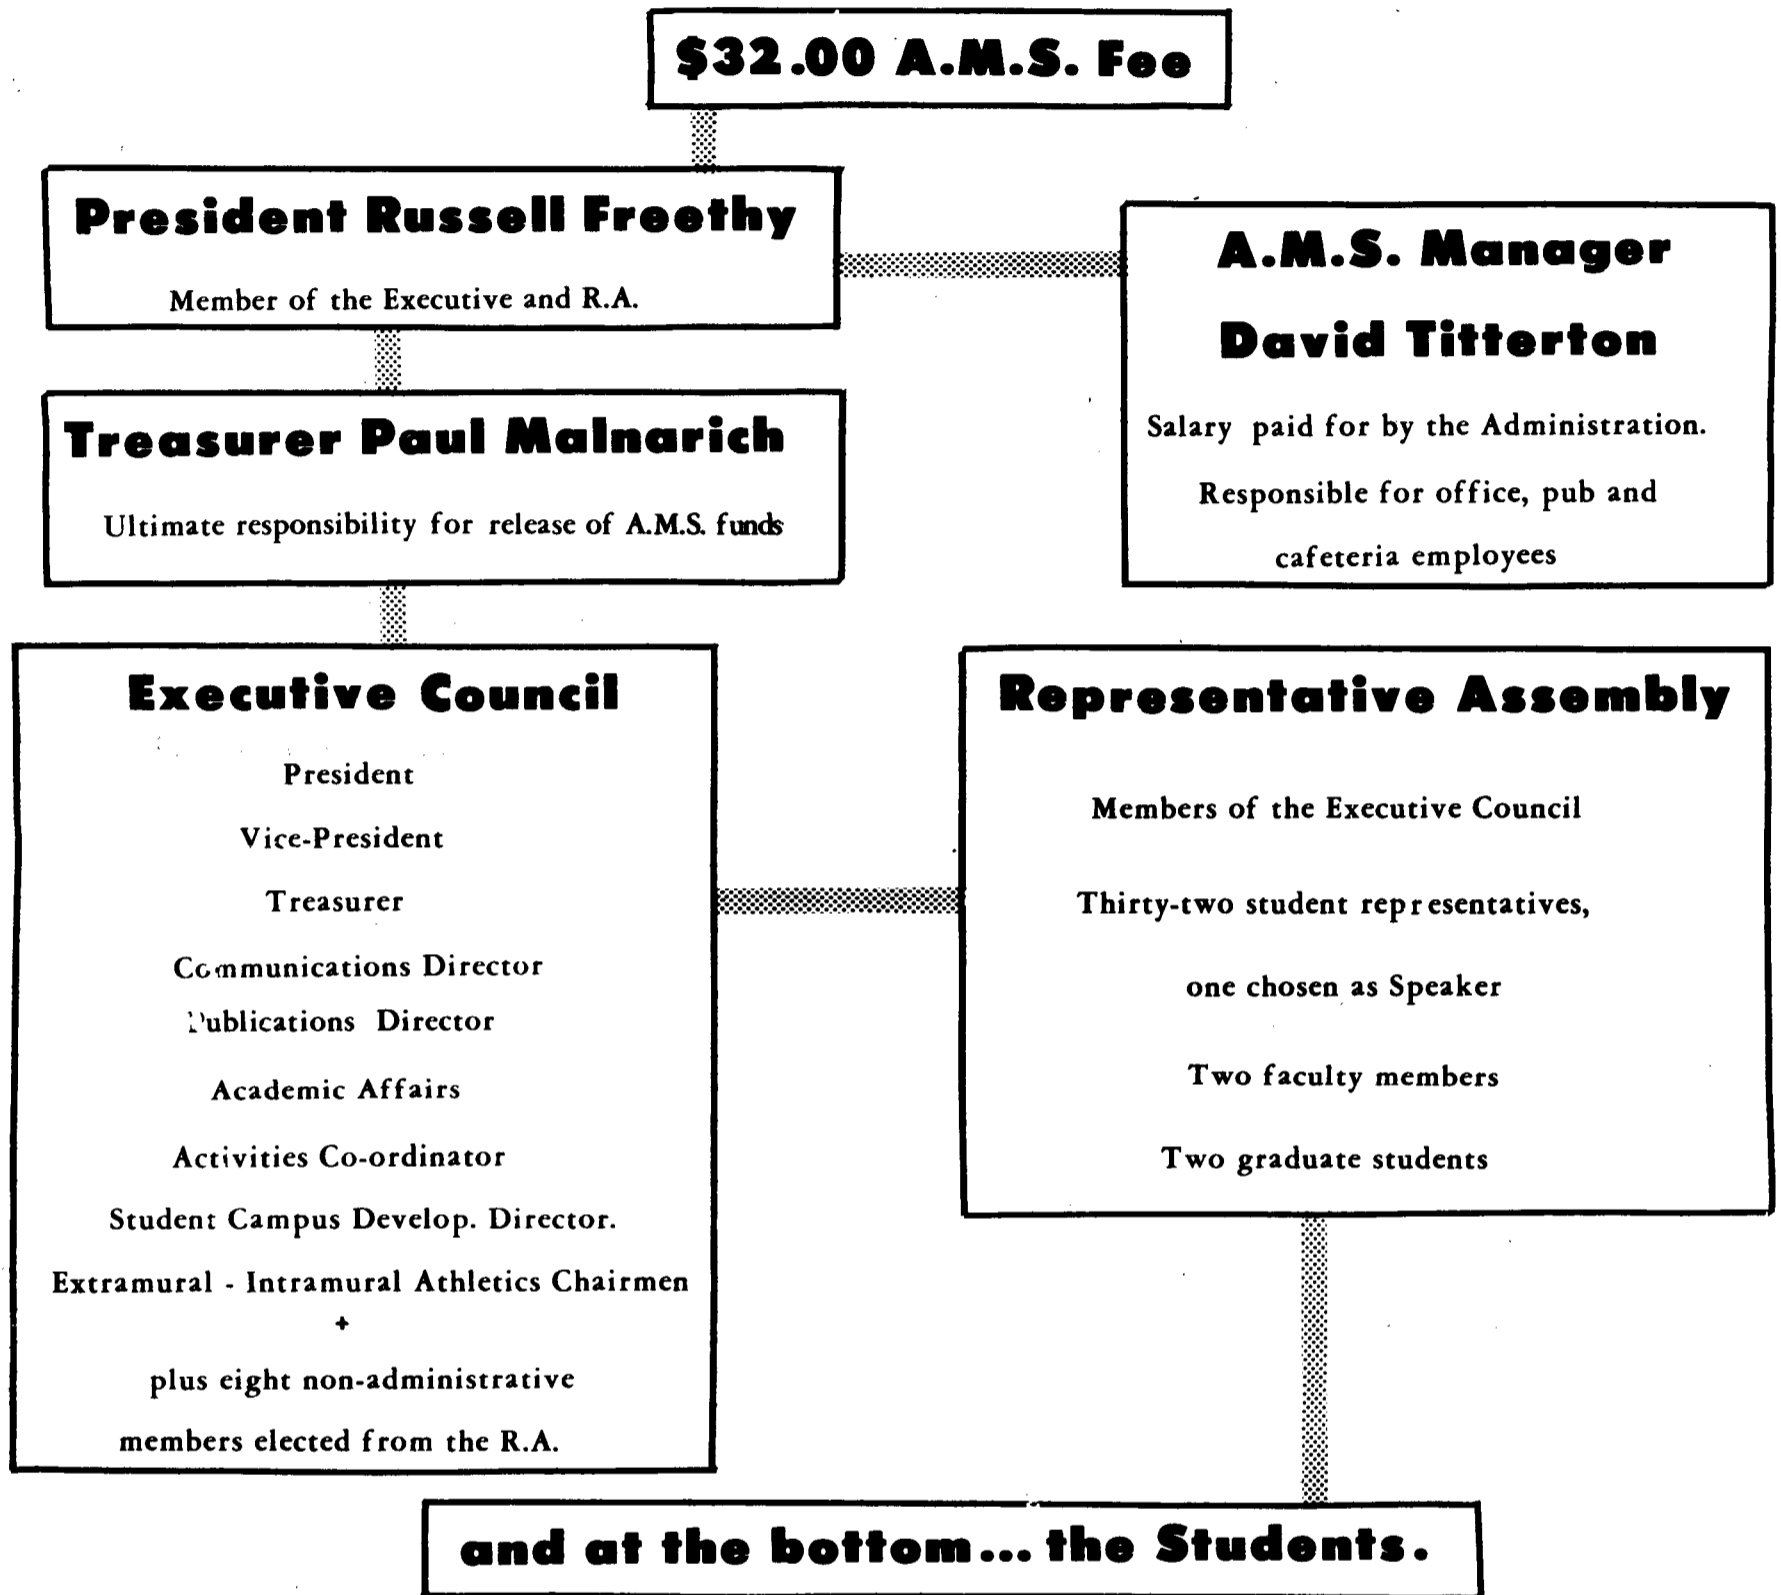 $32.00 A.M.S. Fee
President Russell Freethy
Member of the Executive and R.A.
A.M.S. Manager
David Titterton
Salary paid for by the Administration.
Responsible for office, pub and
cafeteria employees
Treasurer Paul Malnarich
Ultimate responsibility for release of A.M.S. funds
Executive Council
President
Vice-President
Treasurer
Communications Director
Publications Director
Academic Affairs
Activities Co-ordinator
Student Campus Develop. Director.
Extramural - Intramural Athletics Chairmen
+
plus eight non-administrative
members elected from the R.A.
Representative Assembly
Members of the Executive Council
Thirty-two student representatives,
one chosen as Speaker
Two faculty members
Two graduate students
and at the bottom... the Students.